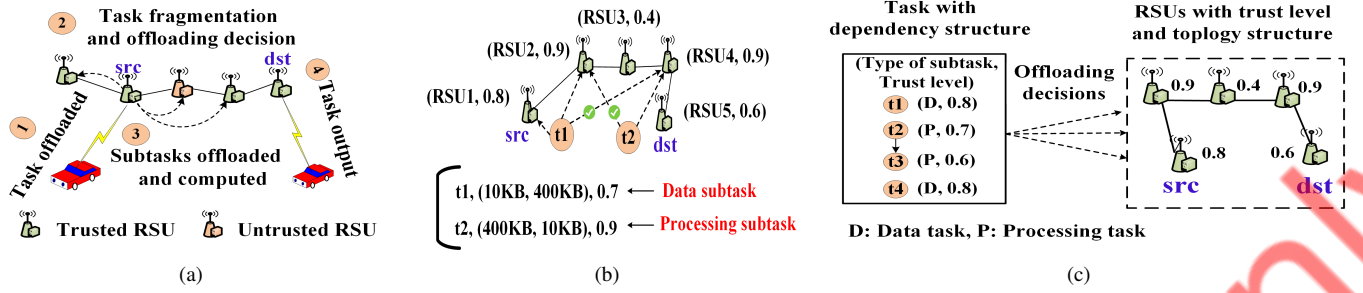 2
Task fragmentation
and offloading decision
src
dst
4
1
Task offloaded
3
Subtasks offloaded
and computed
Task output
Trusted RSU
Untrusted RSU
(a)
(RSU3, 0.4)
(RSU2, 0.9)
(RSU4, 0.9)
(RSU1, 0.8)
(RSU5, 0.6)
src
t1
t2
dst
t1, (10KB, 400KB), 0.7
Data subtask
t2, (400KB, 10KB), 0.9
Processing subtask
(b)
Task with
dependency structure
(Type of subtask,
Trust level)
t1 (D, 0.8)
t2 (P, 0.7)
t3 (P, 0.6)
t4 (D, 0.8)
Offloading
decisions
RSUs with trust level
and toplogy structure
0.9
0.4
0.9
0.8
0.6
src
dst
D: Data task, P: Processing task
(c)